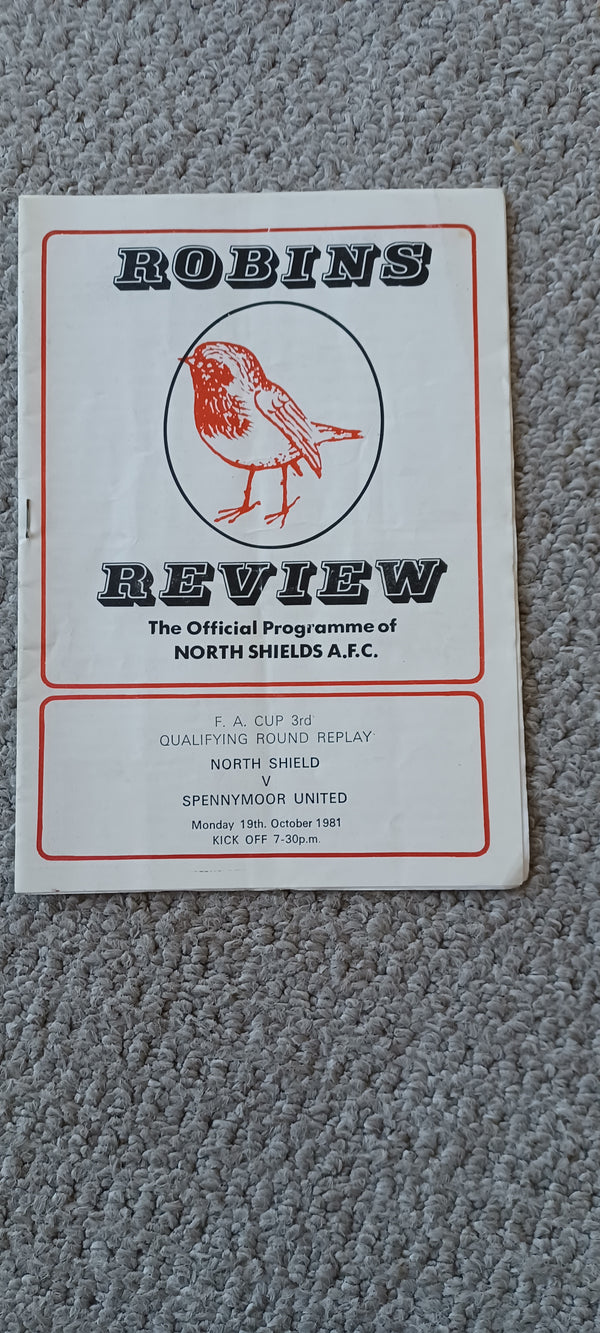 ROBINS
REVIEW
The Official Programme of
NORTH SHIELDS A.F.C.
F. A. CUP 3rd
QUALIFYING ROUND REPLAY
NORTH SHIELD
V
SPENNYMOOR UNITED
Monday 19th. October 1981
KICK OFF 7-30p.m.